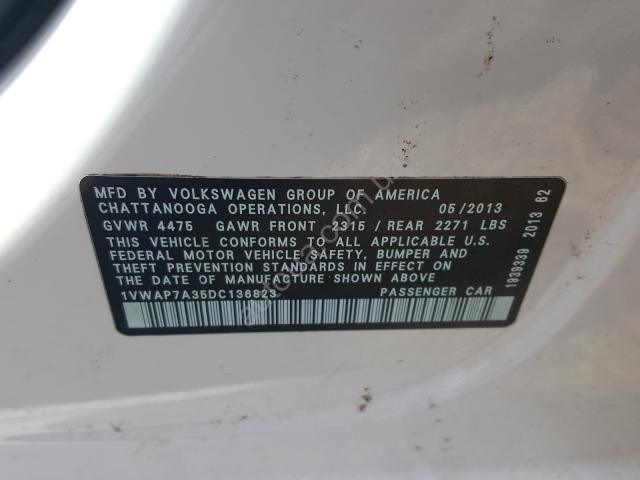 MFD BY VOLKSWAGEN GROUP OF AMERICA
CHATTANOOGA OPERATIONS, LLC 05/2013
GVWR 4475 GAWR FRONT 2315 / REAR 2271 LBS
THIS VEHICLE CONFORMS TO ALL APPLICABLE U.S.
FEDERAL MOTOR VEHICLE SAFETY, BUMPER AND
THEFT PREVENTION STANDARDS IN EFFECT ON
THE DATE OF MANUFACTURE SHOWN ABOVE
1VWAP7A35DC136823 PASSENGER CAR
1939339 2013 62